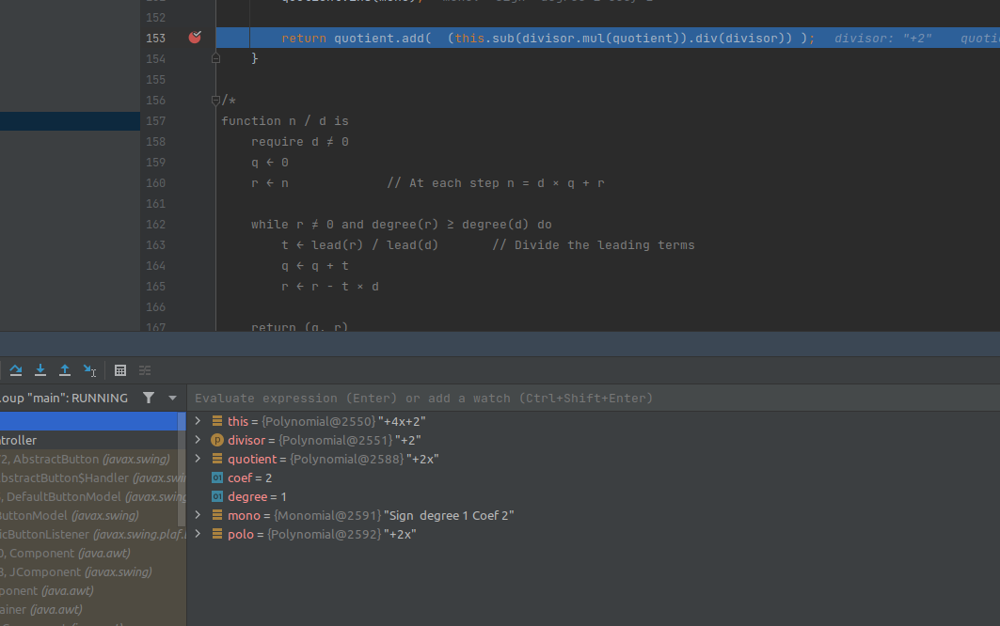 152
153 return quotient.add( (this.sub(divisor.mul(quotient)).div(divisor)) ); divisor: "+2" quoti
154 }
155
156 /*
157 function n / d is
158 require d ≠ 0
159 q ← 0
160 r ← n // At each step n = d × q + r
161
162 while r ≠ 0 and degree(r) ≥ degree(d) do
163 t ← lead(r) / lead(d) // Divide the leading terms
164 q ← q + t
165 r ← r - t × d
166
167 return (q, r)
.oup "main": RUNNING
Evaluate expression (Enter) or add a watch (Ctrl+Shift+Enter)
troller
2, AbstractButton (javax.swing)
bstractButton$Handler (javax.swi
, DefaultButtonModel (javax.swing
uttonModel (javax.swing)
icButtonListener (javax.swing.plaf.
0, Component (java.awt)
3, JComponent (javax.swing)
ponent (java.awt)
ainer (java.awt)
this = {Polynomial@2550} "+4x+2"
p divisor = {Polynomial@2551} "+2"
quotient = {Polynomial@2588} "+2x"
01 coef = 2
01 degree = 1
mono = {Monomial@2591} "Sign degree 1 Coef 2"
polo = {Polynomial@2592} "+2x"